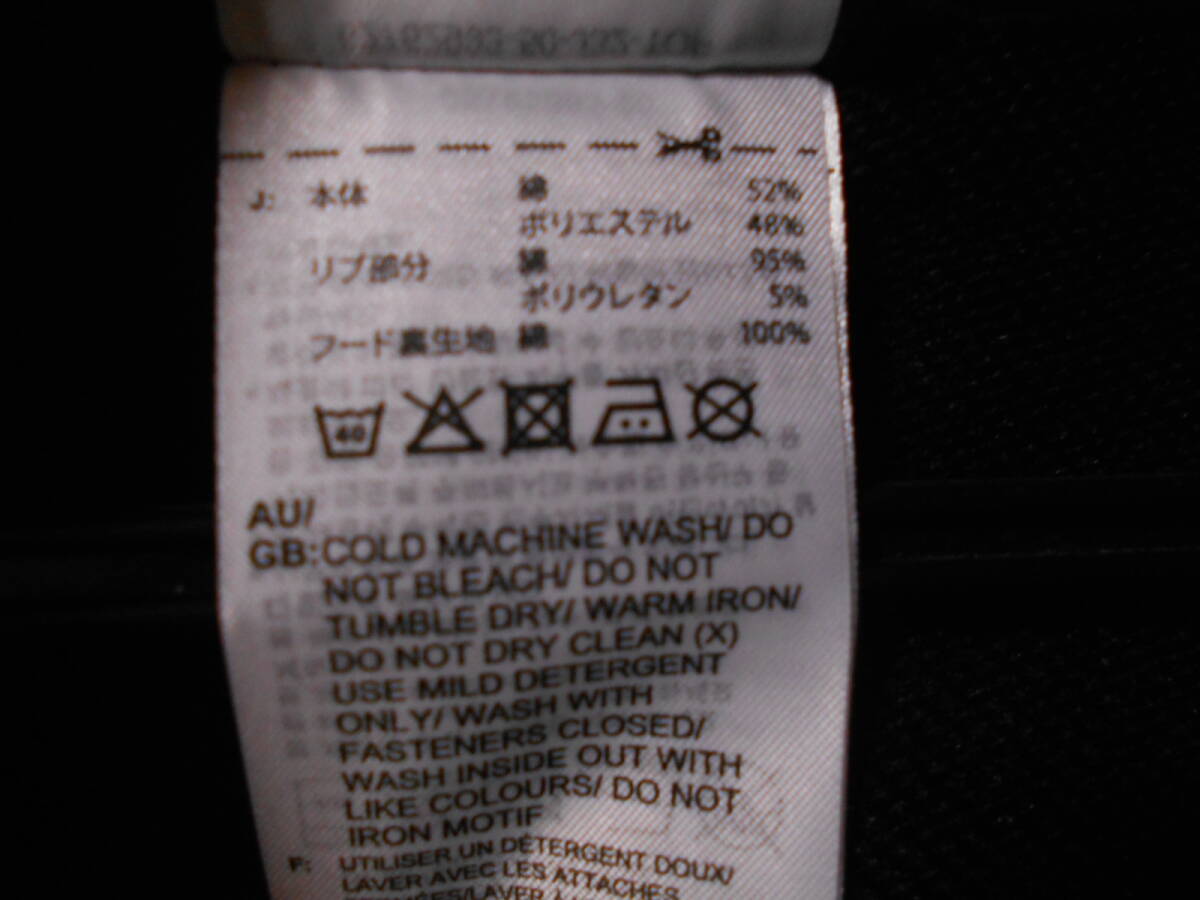 J: 本体 綿 52%
ポリエステル 48%
リブ部分 綿 95%
ポリウレタン 5%
フード裏生地 綿 100%
40
AU/
GB:COLD MACHINE WASH/ DO
NOT BLEACH/ DO NOT
TUMBLE DRY/ WARM IRON/
DO NOT DRY CLEAN (X)
USE MILD DETERGENT
ONLY/ WASH WITH
FASTENERS CLOSED/
WASH INSIDE OUT WITH
LIKE COLOURS/ DO NOT
IRON MOTIF
F: UTILISER UN DÉTERGENT DOUX/
LAVER AVEC LES ATTACHES